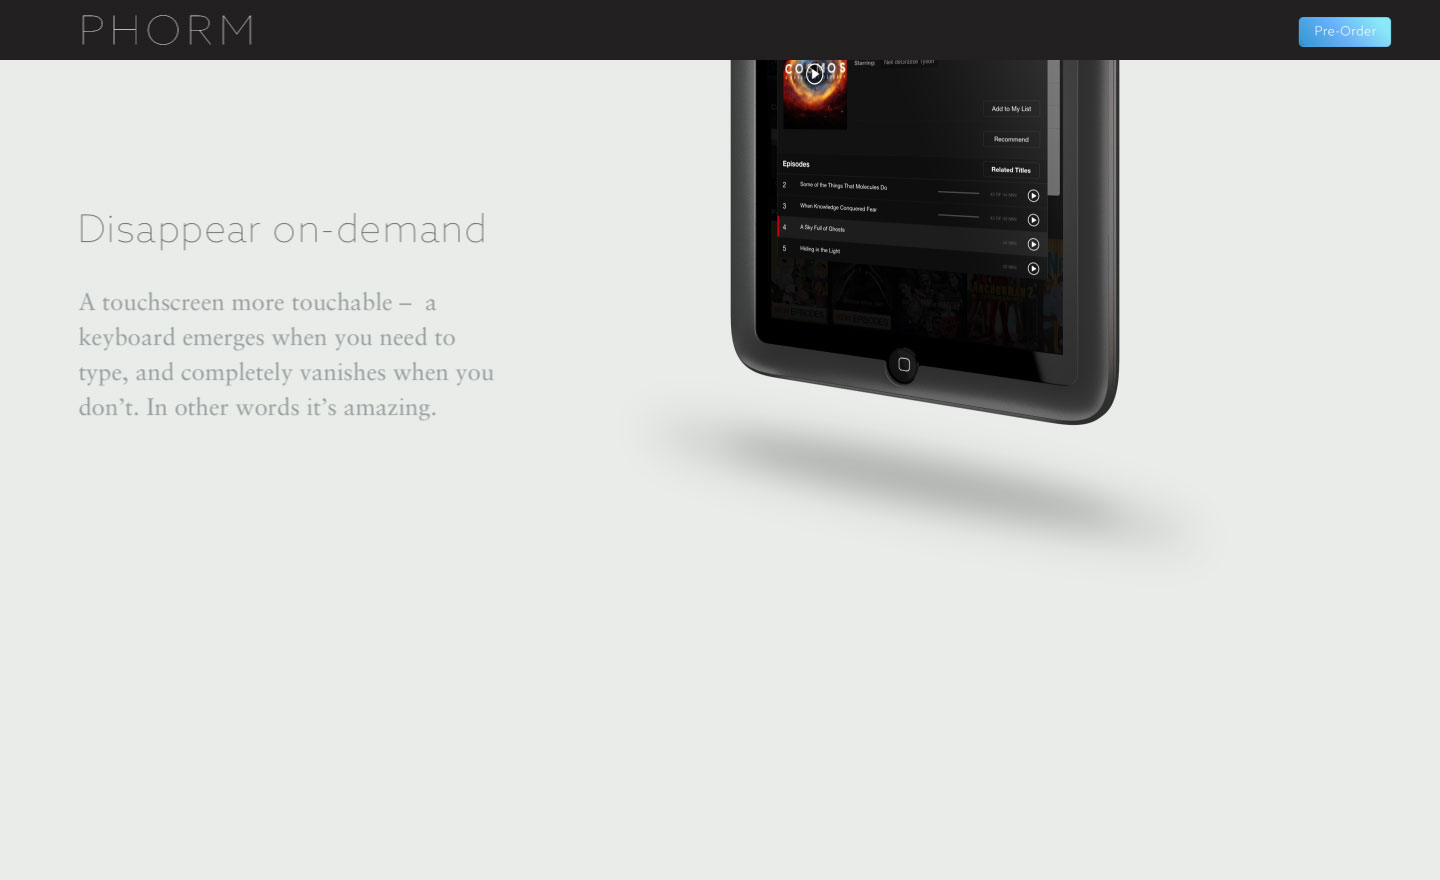 PHORM
Pre-Order
COSMOS
Starring: Neil deGrasse Tyson
Add to My List
Recommend
Episodes
Related Titles
2 Some of the Things That Molecules Do
3 When Knowledge Conquered Fear
4 A Sky Full of Ghosts
5 Hiding in the Light
EPISODES
EPISODES
Disappear on-demand
A touchscreen more touchable – a
keyboard emerges when you need to
type, and completely vanishes when you
don’t. In other words it’s amazing.